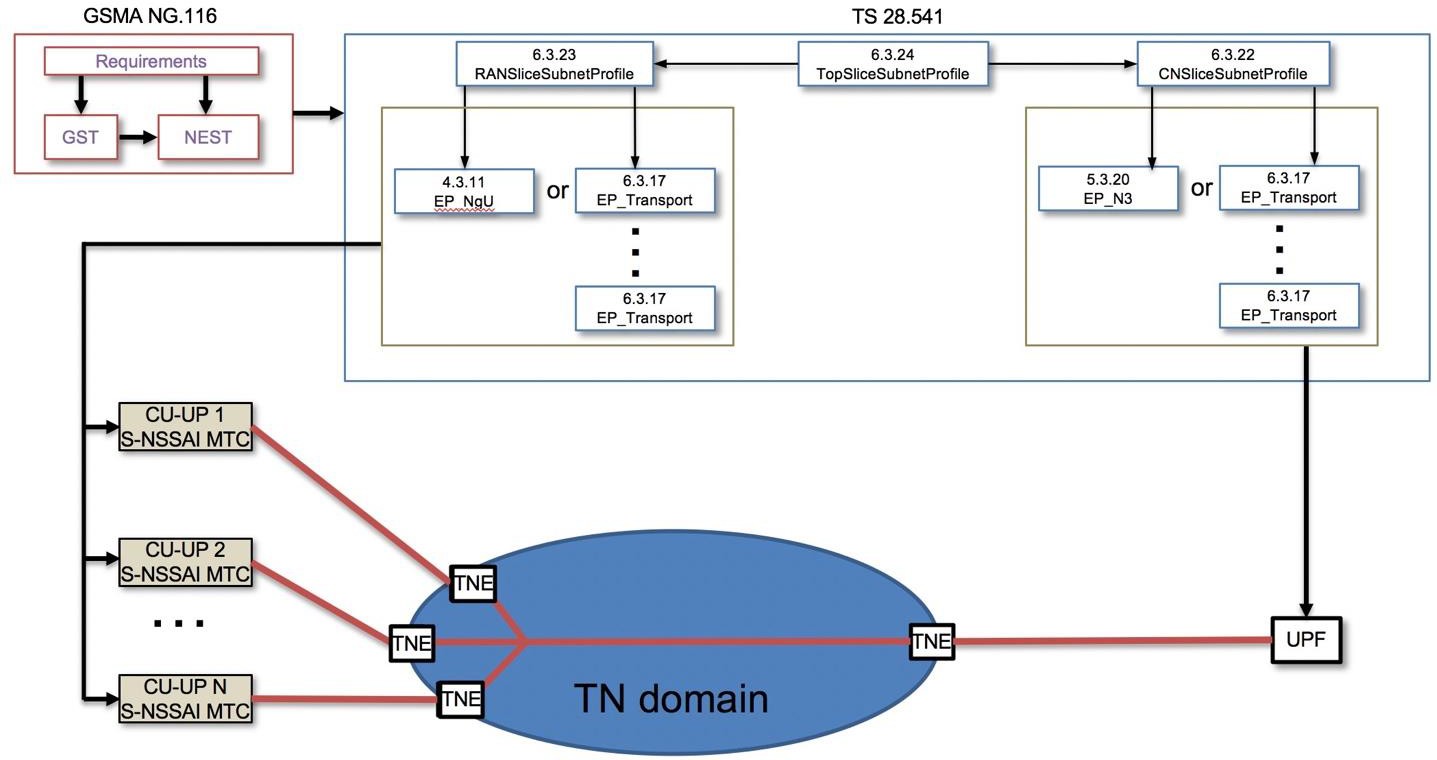 GSMA NG.116
TS 28.541
Requirements
GST
NEST
6.3.23
RANSliceSubnetProfile
6.3.24
TopSliceSubnetProfile
6.3.22
CNSliceSubnetProfile
4.3.11
EP_NgU
or
6.3.17
EP_Transport
6.3.17
EP_Transport
5.3.20
EP_N3
or
6.3.17
EP_Transport
6.3.17
EP_Transport
CU-UP 1
S-NSSAI MTC
CU-UP 2
S-NSSAI MTC
...
CU-UP N
S-NSSAI MTC
TNE
TNE
TNE
TNE
UPF
TN domain